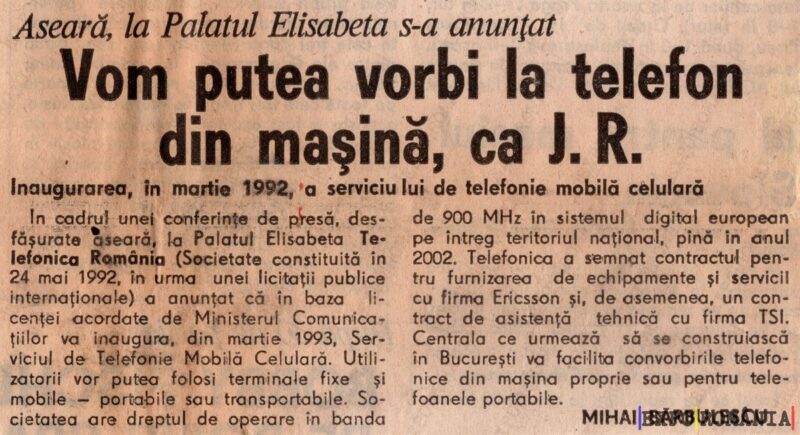 Aseară, la Palatul Elisabeta s-a anunţat
Vom putea vorbi la telefon
din maşină, ca J. R.
Inaugurarea, în martie 1992, a serviciului de telefonie mobilă celulară
În cadrul unei conferinţe de presă, des-
făşurate aseară, la Palatul Elisabeta Te-
lefonica România (Societate constituită în
24 mai 1992, în urma unei licitaţii publice
internaţionale) a anunţat că în baza li-
cenţei acordate de Ministerul Comunica-
ţiilor va inaugura, din martie 1993, Ser-
viciul de Telefonie Mobilă Celulară. Utili-
zatorii vor putea folosi terminale fixe şi
mobile – portabile sau transportabile. So-
cietatea are dreptul de operare în banda
de 900 MHz în sistemul digital european
pe întreg teritoriul naţional, pînă în anul
2002. Telefonica a semnat contractul pen-
tru furnizarea de echipamente şi servicil
cu firma Ericsson şi, de asemenea, un con-
tract de asistenţă tehnică cu firma TSI.
Centrala ce urmează să se construiască
în Bucureşti va facilita convorbirile telefo-
nice din maşina proprie sau pentru tele-
foanele portabile.
MIHAI BĂRBULESCU